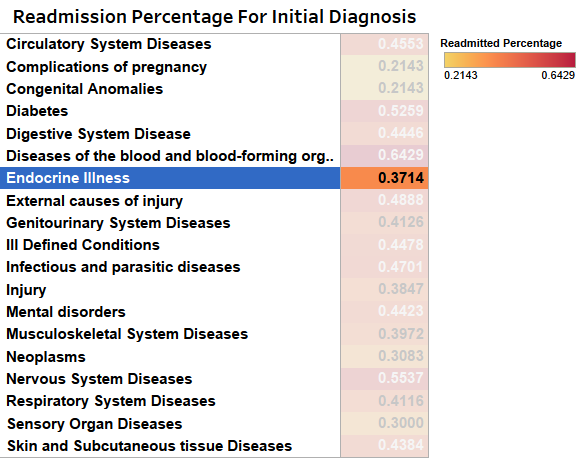 Readmission Percentage For Initial Diagnosis
Circulatory System Diseases 0.4553
Complications of pregnancy 0.2143
Congenital Anomalies 0.2143
Diabetes 0.5259
Digestive System Disease 0.4446
Diseases of the blood and blood-forming org.. 0.6429
Endocrine Illness 0.3714
External causes of injury 0.4888
Genitourinary System Diseases 0.4126
Ill Defined Conditions 0.4478
Infectious and parasitic diseases 0.4701
Injury 0.3847
Mental disorders 0.4423
Musculoskeletal System Diseases 0.3972
Neoplasms 0.3083
Nervous System Diseases 0.5537
Respiratory System Diseases 0.4116
Sensory Organ Diseases 0.3000
Skin and Subcutaneous tissue Diseases 0.4384
Readmitted Percentage
0.2143 0.6429